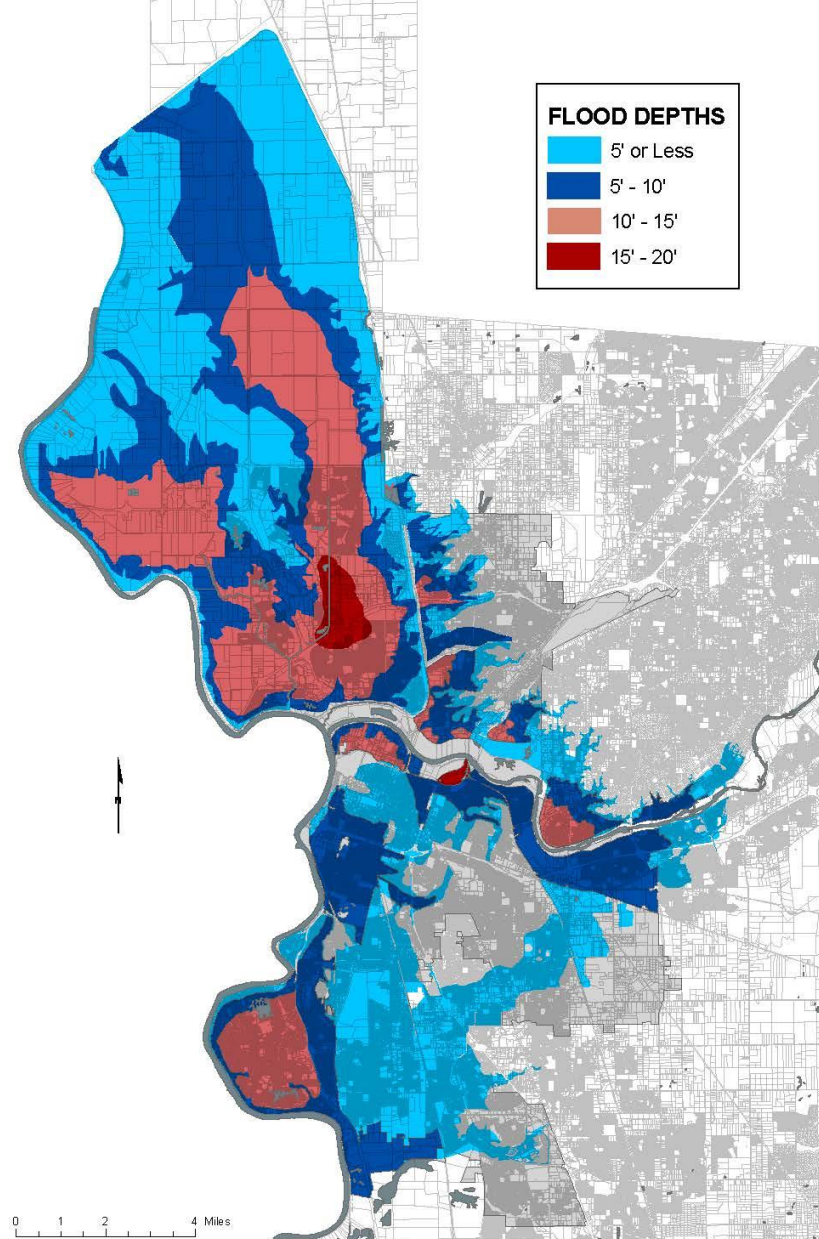 FLOOD DEPTHS
5' or Less
5' - 10'
10' - 15'
15' - 20'
0 1 2 4 Miles